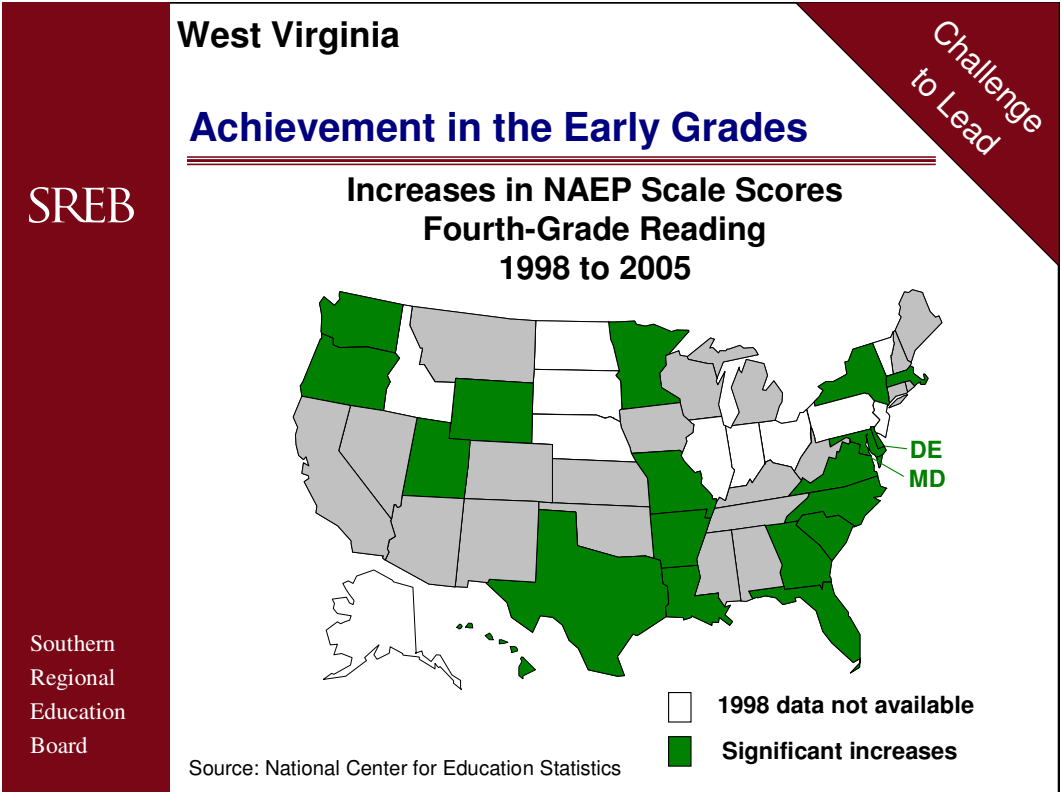 West Virginia
Challenge
to Lead
Achievement in the Early Grades
SREB
Increases in NAEP Scale Scores
Fourth-Grade Reading
1998 to 2005
DE
MD
Southern
Regional
Education
Board
1998 data not available
Significant increases
Source: National Center for Education Statistics